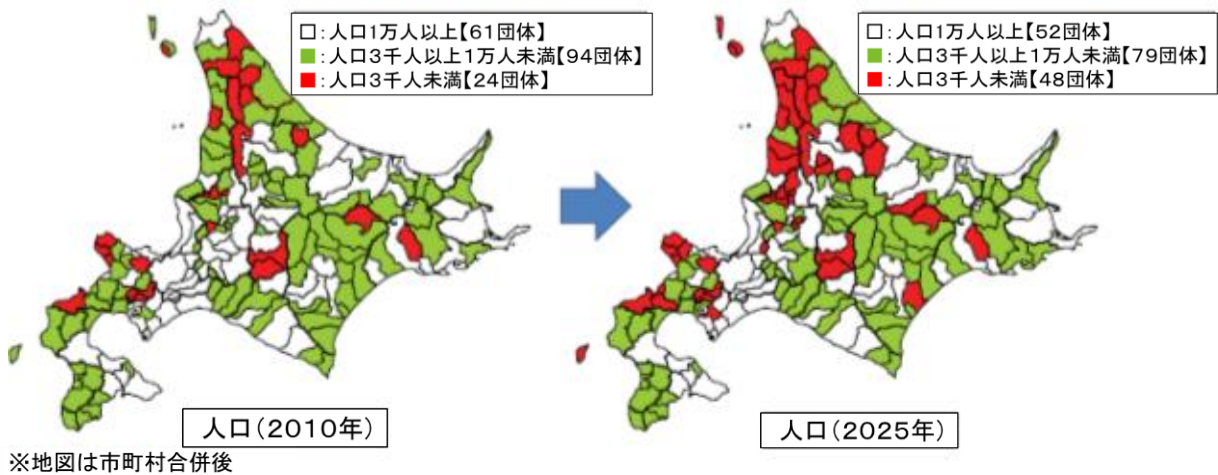 □：人口1万人以上【61団体】
■：人口3千人以上1万人未満【94団体】
■：人口3千人未満【24団体】
□：人口1万人以上【52団体】
■：人口3千人以上1万人未満【79団体】
■：人口3千人未満【48団体】
人口（2010年）
人口（2025年）
※地図は市町村合併後